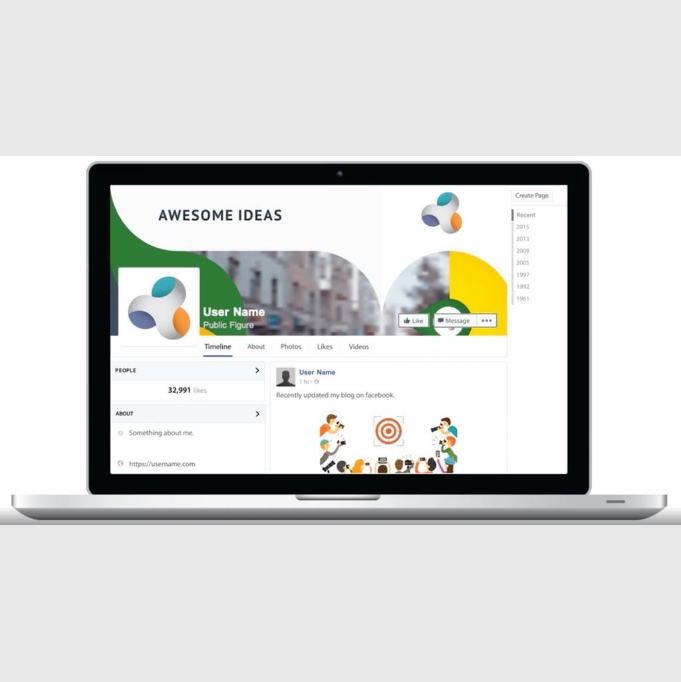 AWESOME IDEAS
Create Page
Recent
2015
2013
2009
2005
1997
1992
1961
User Name
Public Figure
Like
Message
Timeline
About
Photos
Likes
Videos
PEOPLE
32,991 likes
ABOUT
Something about me.
https://username.com
User Name
1 hr
Recently updated my blog on facebook.